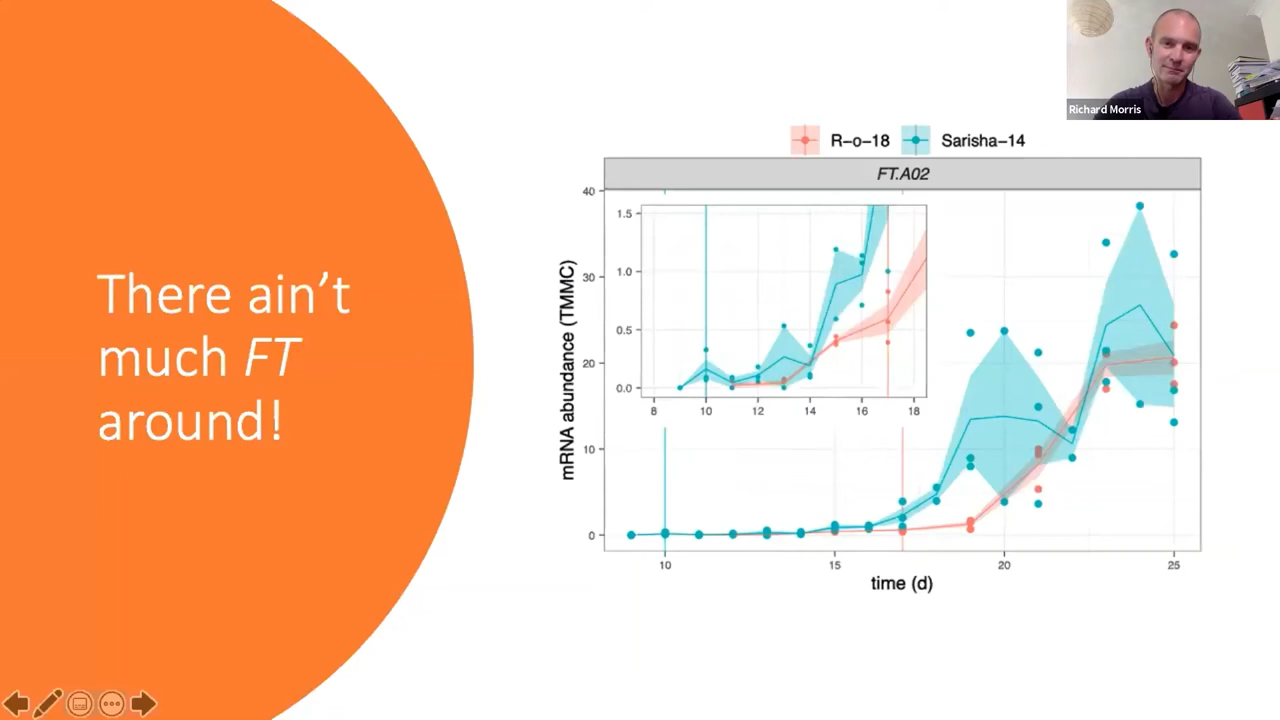 There ain't
much FT
around!
Richard Morris
R-o-18 Sarisha-14
FT.A02
mRNA abundance (TMMC)
40
30
20
10
0
1.5
1.0
0.5
0.0
8 10 12 14 16 18
10 15 20 25
time (d)